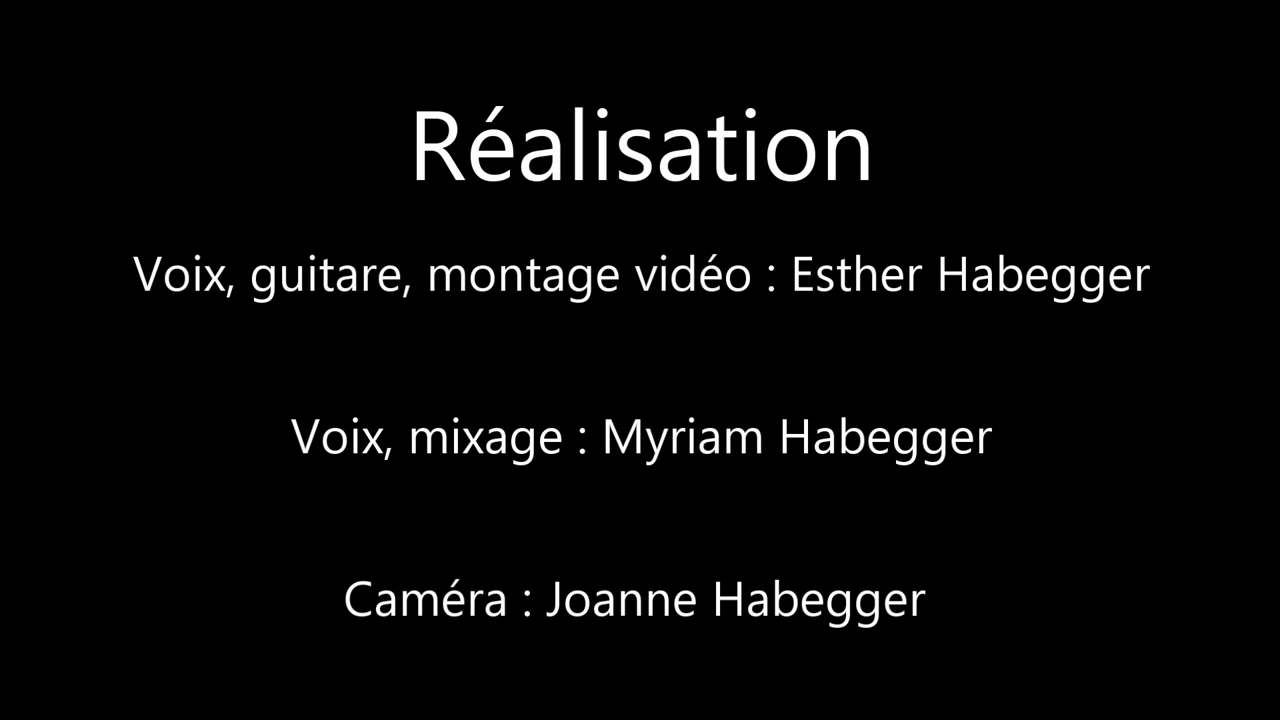 Réalisation
Voix, guitare, montage vidéo : Esther Habegger
Voix, mixage : Myriam Habegger
Caméra : Joanne Habegger